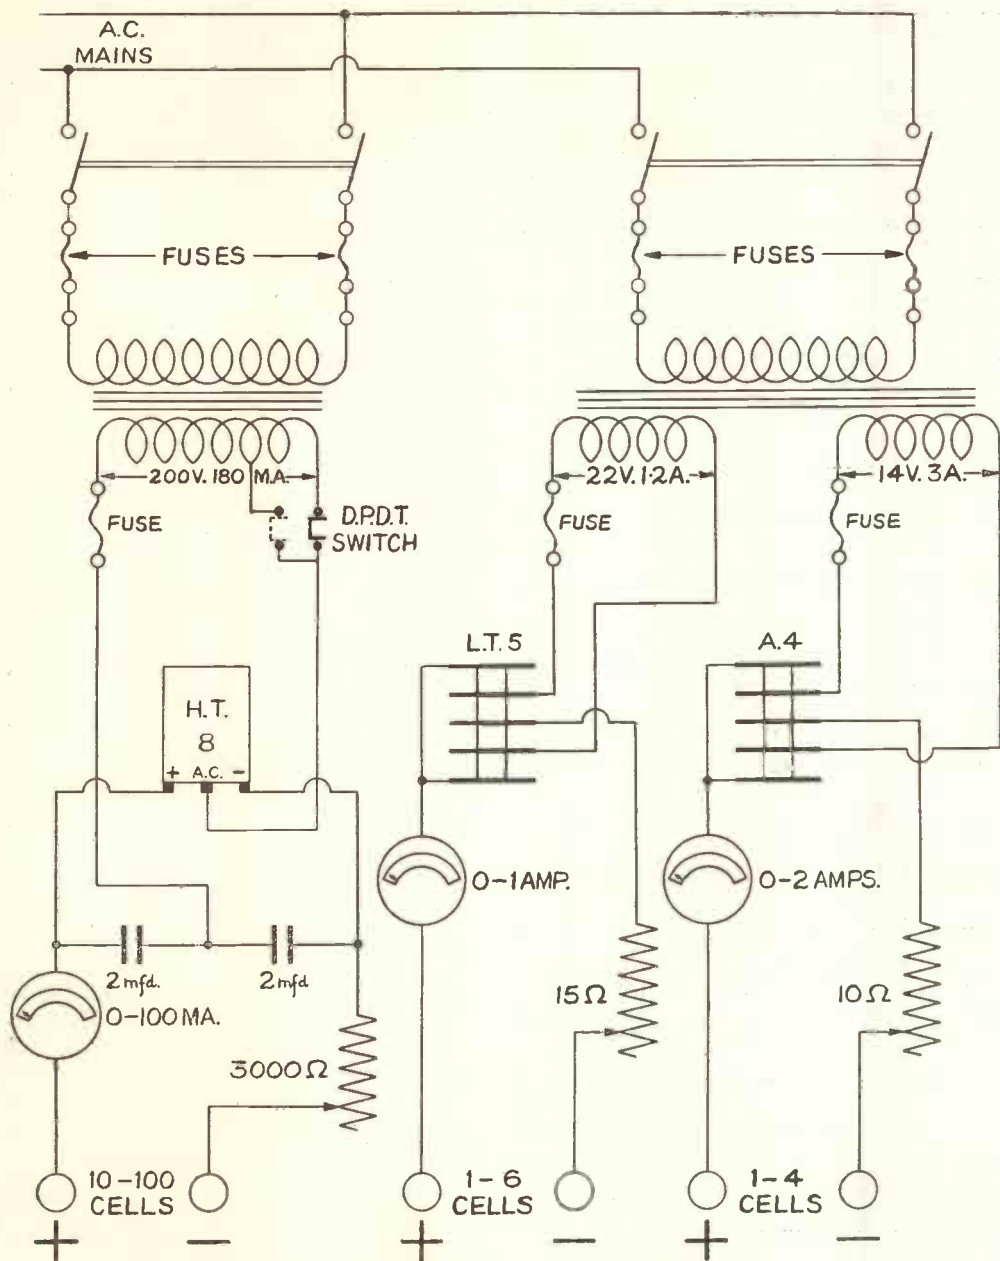 A.C.
MAINS
FUSES
FUSES
200V. 180 M.A.
22V. 1·2A.
14V. 3A.
FUSE
D.P.D.T.
SWITCH
FUSE
FUSE
L.T. 5
A.4
H.T.
8
+ A.C. -
0-1 AMP.
0-2 AMPS.
2 mfd.
2 mfd
0-100 MA.
15Ω
10Ω
3000Ω
10-100
CELLS
1-6
CELLS
1-4
CELLS
+ - + - + -